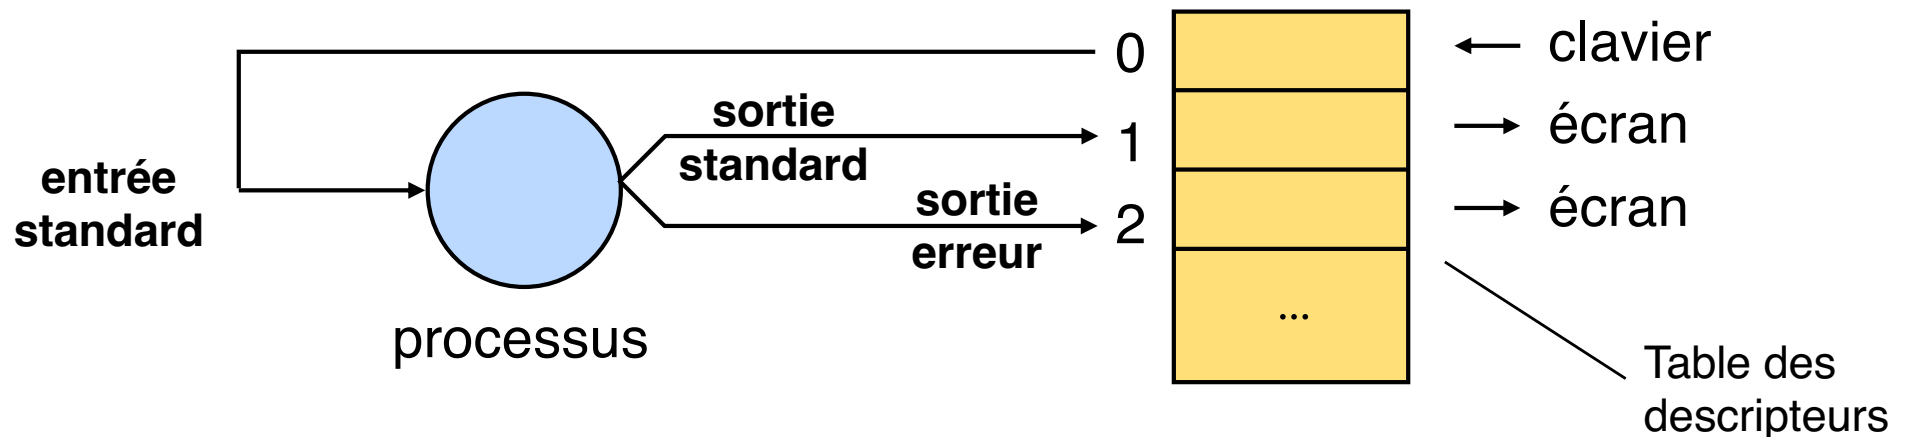 0
clavier
sortie
standard
1
écran
entrée
standard
sortie
erreur
2
écran
processus
...
Table des
descripteurs